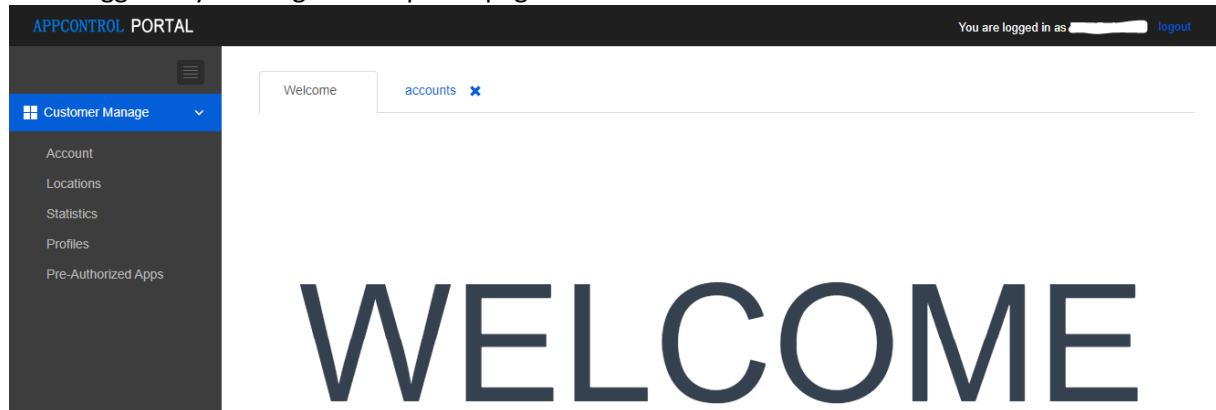 APPCONTROL PORTAL
You are logged in as
logout
Welcome
accounts
Customer Manage
Account
Locations
Statistics
Profiles
Pre-Authorized Apps
WELCOME